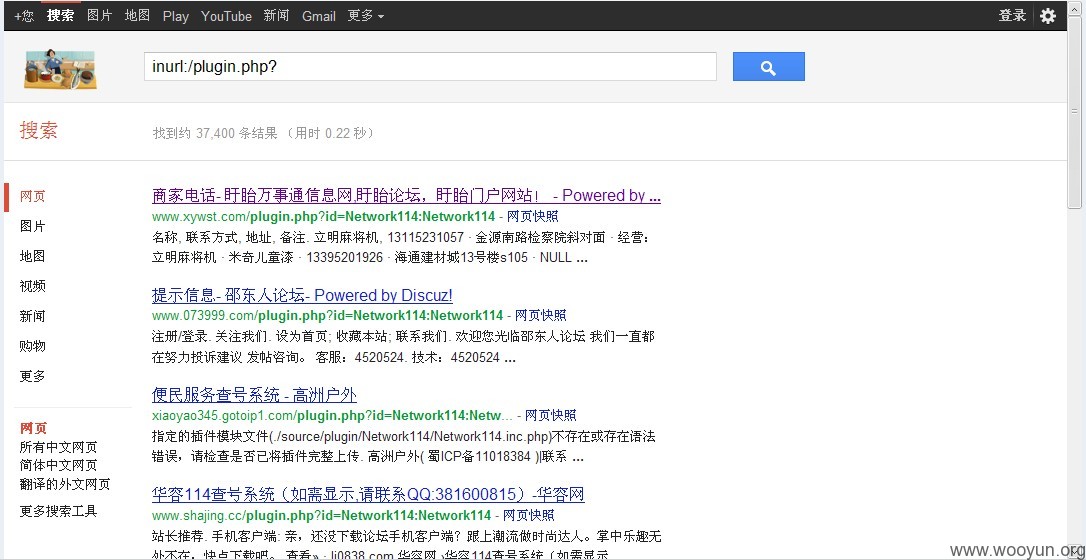 +您 搜索 图片 地图 Play YouTube 新闻 Gmail 更多 登录
inurl:/plugin.php?
搜索
找到约 37,400 条结果 （用时 0.22 秒）
网页
图片
地图
视频
新闻
购物
更多
网页
所有中文网页
简体中文网页
翻译的外文网页
更多搜索工具
商家电话- 盱眙万事通信息网,盱眙论坛，盱眙门户网站！ - Powered by ...
www.xywst.com/plugin.php?id=Network114:Network114 - 网页快照
名称, 联系方式, 地址, 备注. 立明麻将机, 13115231057 · 金源南路检察院斜对面 · 经营：
立明麻将机 · 米奇儿童漆 · 13395201926 · 海通建材城13号楼s105 · NULL ...
提示信息- 邵东人论坛- Powered by Discuz!
www.073999.com/plugin.php?id=Network114:Network114 - 网页快照
注册/登录. 关注我们. 设为首页; 收藏本站; 联系我们. 欢迎您光临邵东人论坛 我们一直都
在努力投诉建议 发帖咨询。 客服：4520524. 技术：4520524 ...
便民服务查号系统 - 高洲户外
xiaoyao345.gotoip1.com/plugin.php?id=Network114:Netw... - 网页快照
指定的插件模块文件(./source/plugin/Network114/Network114.inc.php)不存在或存在语法
错误，请检查是否已将插件完整上传. 高洲户外( 蜀ICP备11018384 )|联系 ...
华容114查号系统（如需显示,请联系QQ:381600815）-华容网
www.shajing.cc/plugin.php?id=Network114:Network114 - 网页快照
站长推荐. 手机客户端: 亲，还没下载论坛手机客户端？跟上潮流做时尚达人。掌中乐趣无
处不在，快点下载吧。 查看» · li0838.com 华容网 ›华容114查号系统（如需显示
www.wooyun.org